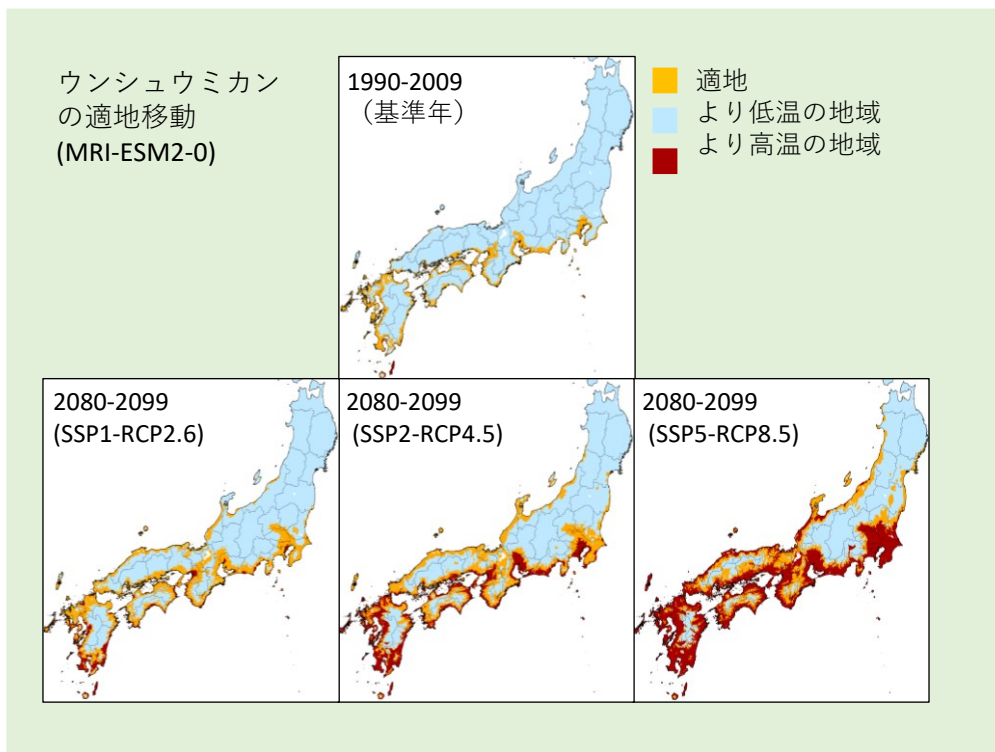 ウンシュウミカン
の適地移動
(MRI-ESM2-0)
1990-2009
（基準年）
適地
より低温の地域
より高温の地域
2080-2099
(SSP1-RCP2.6)
2080-2099
(SSP2-RCP4.5)
2080-2099
(SSP5-RCP8.5)